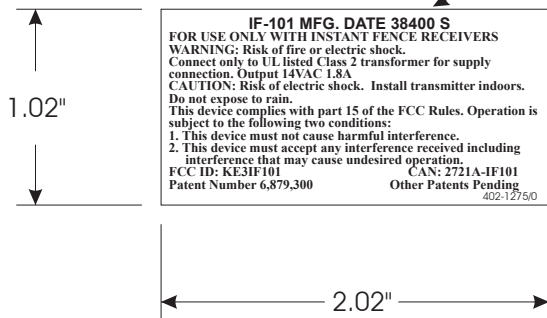 IF-101 MFG. DATE 38400 S
FOR USE ONLY WITH INSTANT FENCE RECEIVERS
WARNING: Risk of fire or electric shock.
Connect only to UL listed Class 2 transformer for supply
connection. Output 14VAC 1.8A
CAUTION: Risk of electric shock. Install transmitter indoors.
Do not expose to rain.
This device complies with part 15 of the FCC Rules. Operation is
subject to the following two conditions:
1. This device must not cause harmful interference.
2. This device must accept any interference received including
interference that may cause undesired operation.
FCC ID: KE3IF101 CAN: 2721A-IF101
Patent Number 6,879,300 Other Patents Pending
402-1275/0
1.02"
2.02"